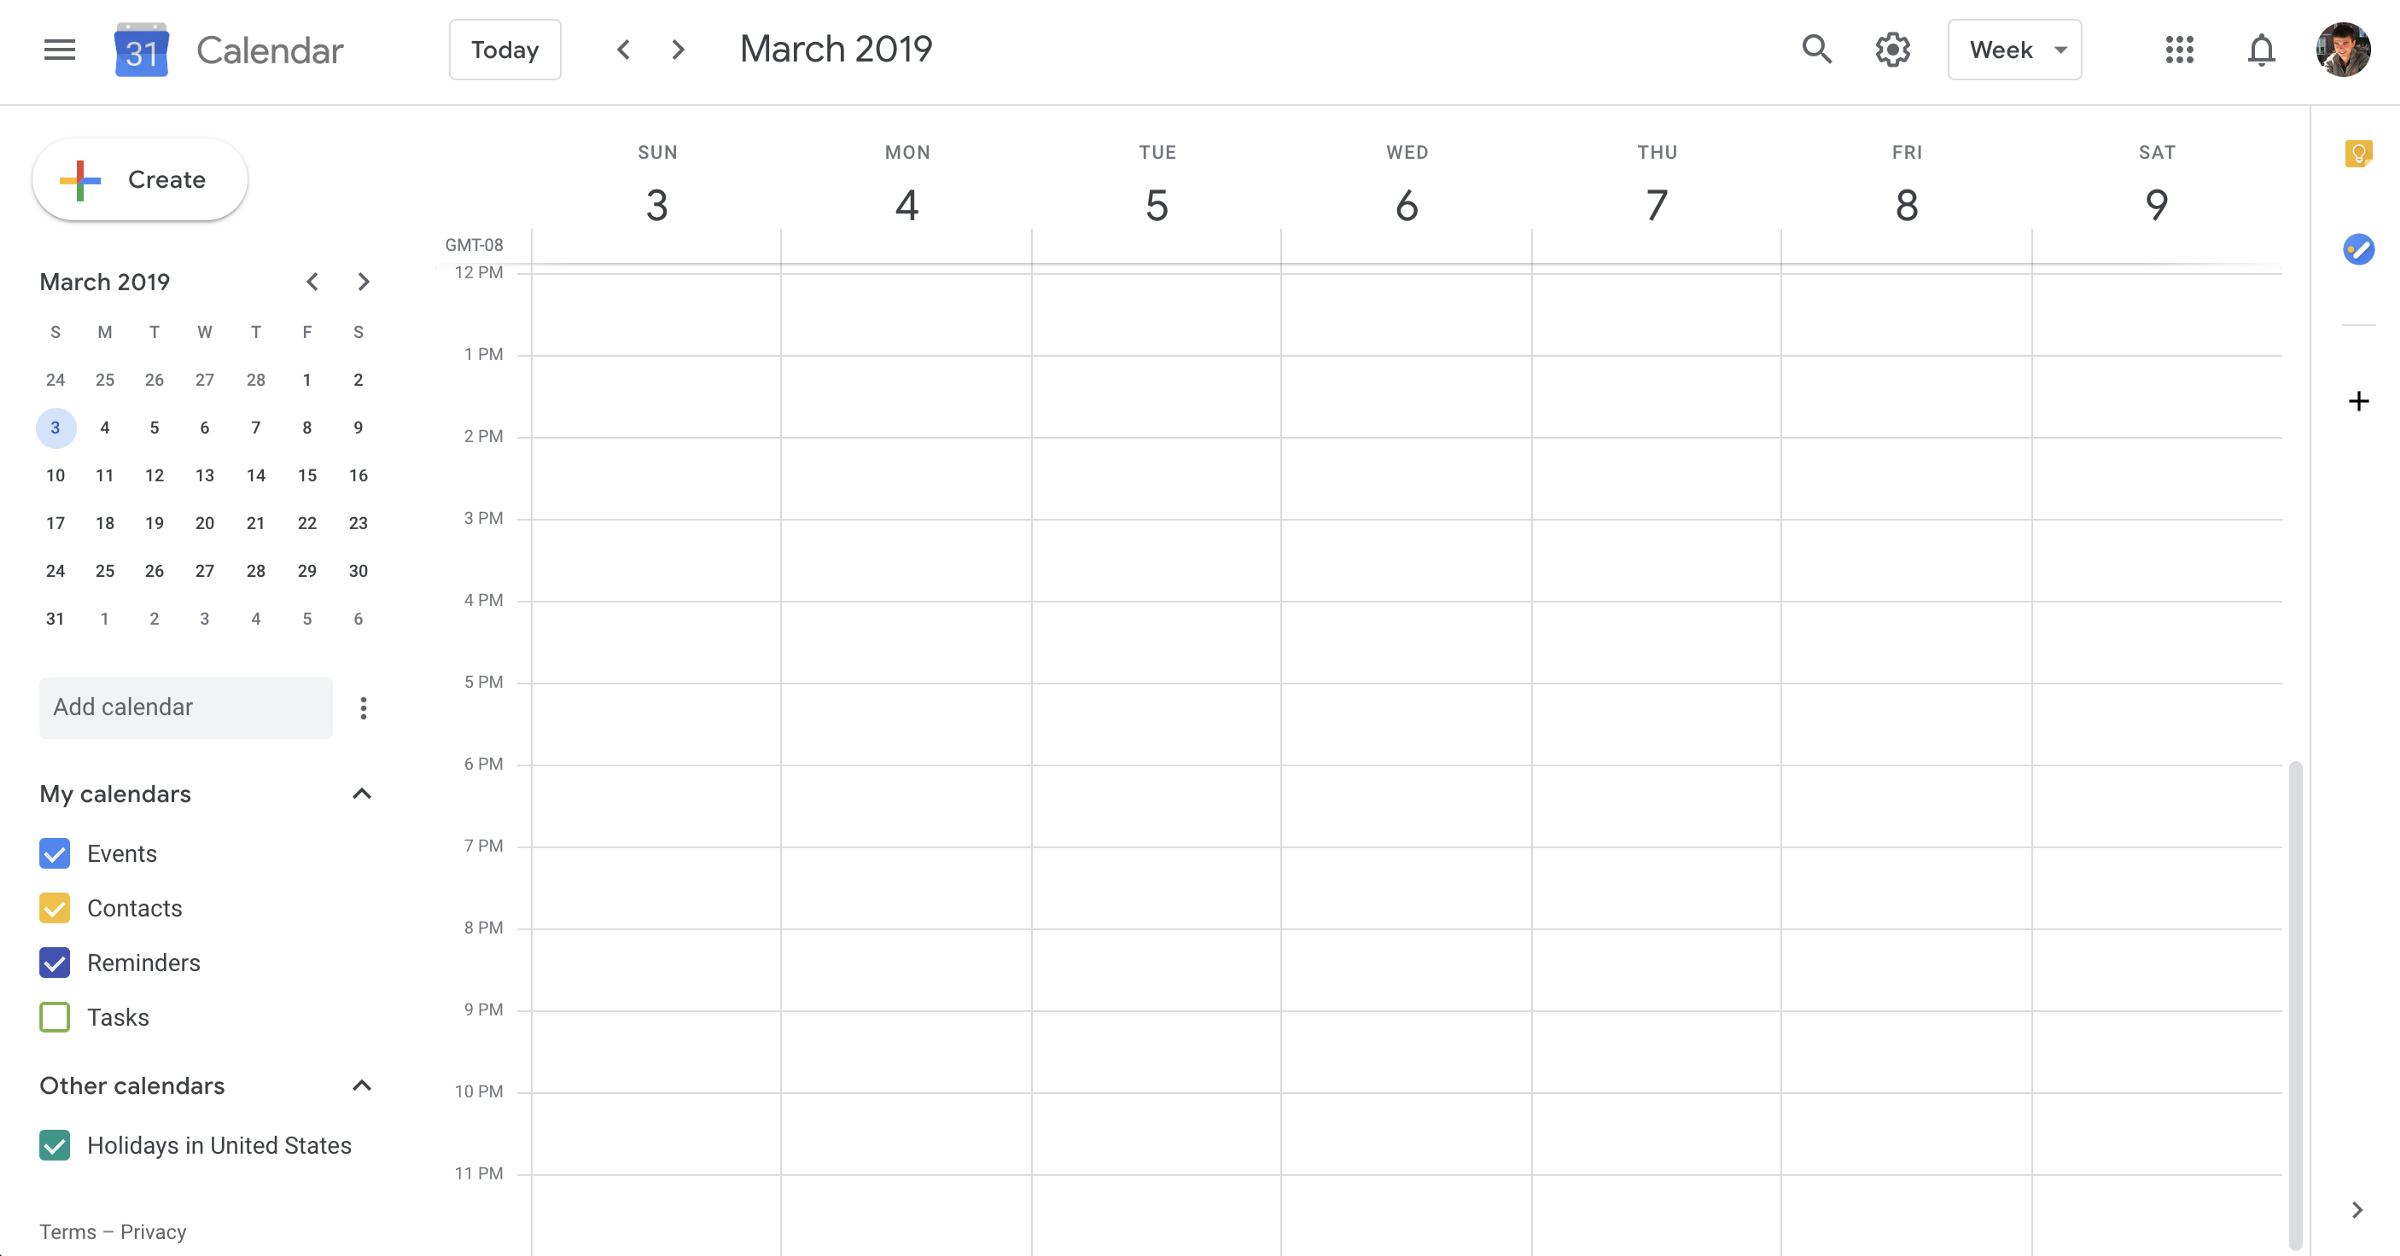 31 Calendar Today March 2019 Week
Create
March 2019
S M T W T F S
24 25 26 27 28 1 2
3 4 5 6 7 8 9
10 11 12 13 14 15 16
17 18 19 20 21 22 23
24 25 26 27 28 29 30
31 1 2 3 4 5 6
Add calendar
My calendars
Events
Contacts
Reminders
Tasks
Other calendars
Holidays in United States
Terms – Privacy
SUN MON TUE WED THU FRI SAT
3 4 5 6 7 8 9
GMT-08
12 PM
1 PM
2 PM
3 PM
4 PM
5 PM
6 PM
7 PM
8 PM
9 PM
10 PM
11 PM